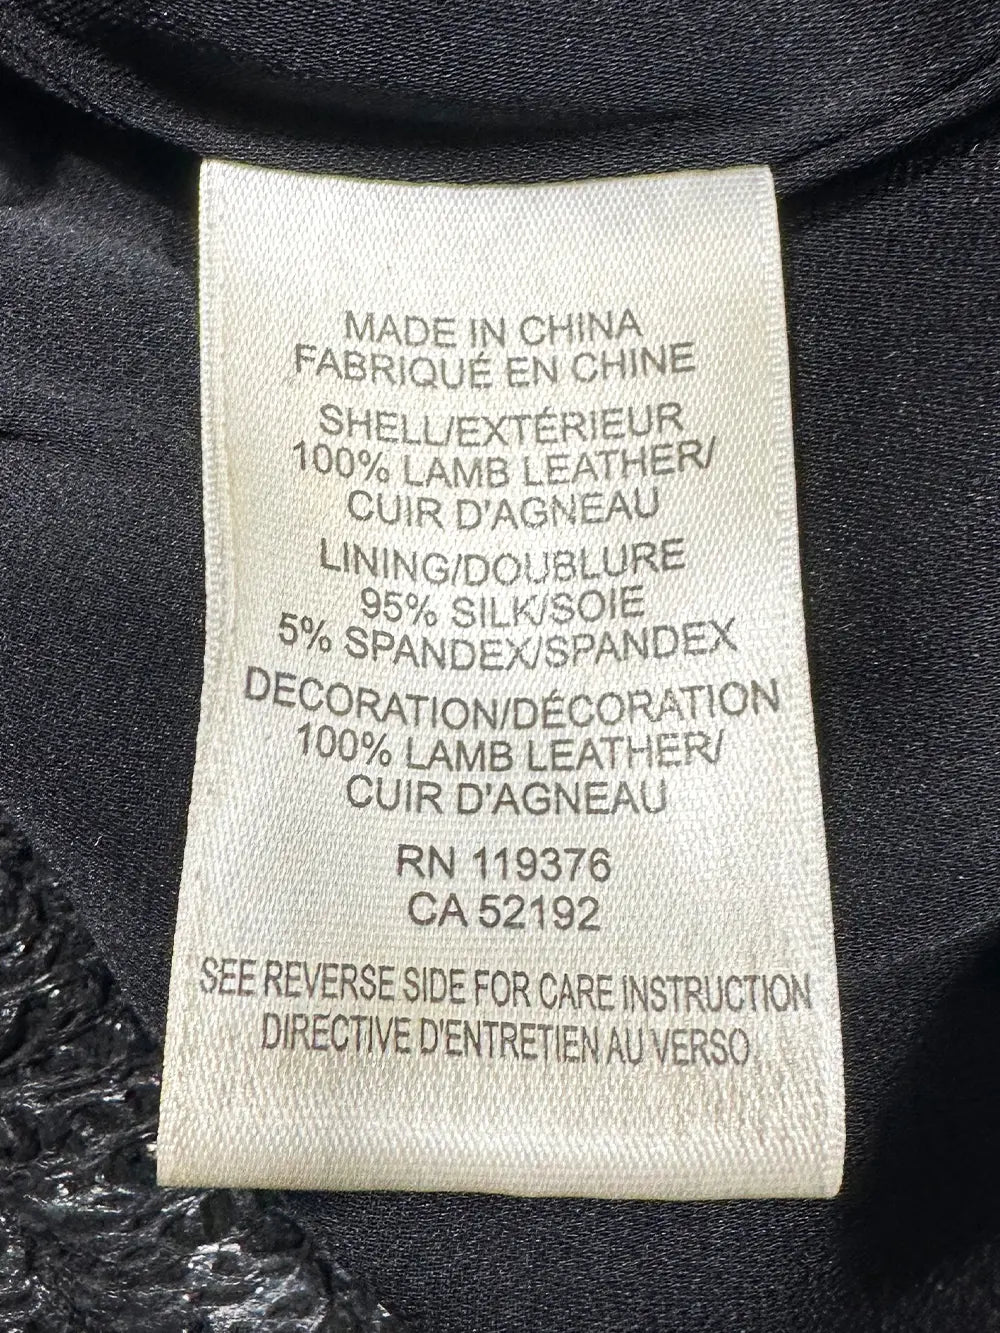 MADE IN CHINA
FABRIQUÉ EN CHINE
SHELL/EXTÉRIEUR
100% LAMB LEATHER/
CUIR D'AGNEAU
LINING/DOUBLURE
95% SILK/SOIE
5% SPANDEX/SPANDEX
DECORATION/DÉCORATION
100% LAMB LEATHER/
CUIR D'AGNEAU
RN 119376
CA 52192
SEE REVERSE SIDE FOR CARE INSTRUCTION
DIRECTIVE D'ENTRETIEN AU VERSO.